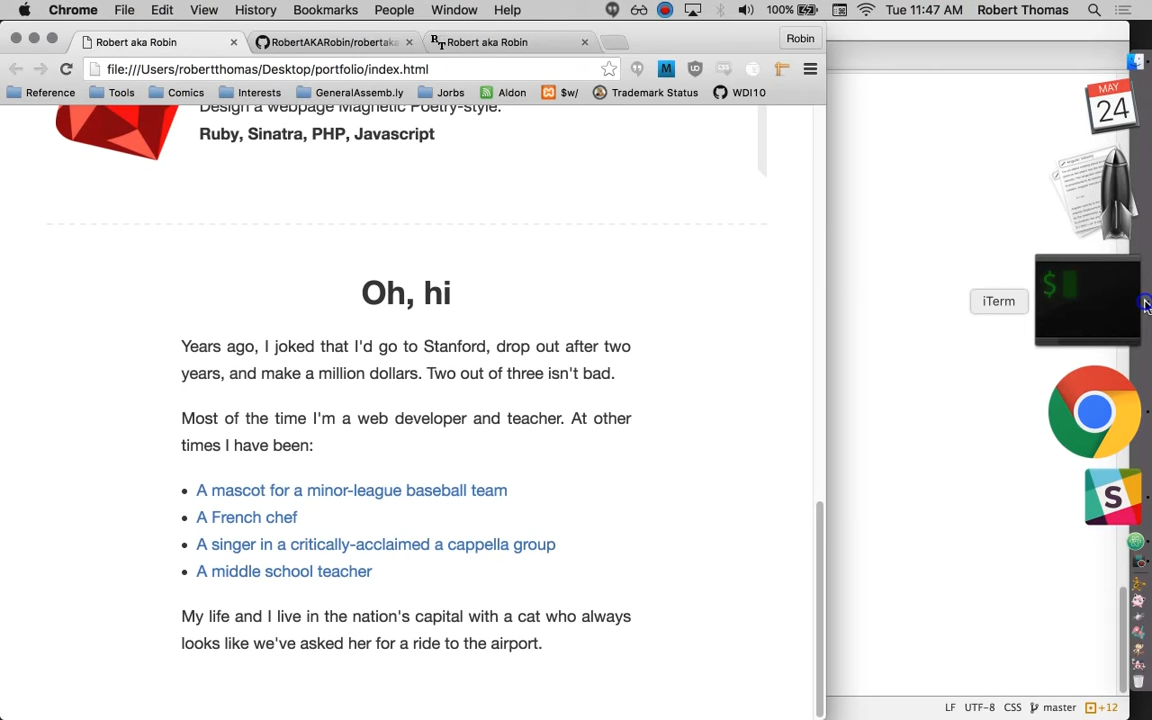 Chrome File Edit View History Bookmarks People Window Help 100% Tue 11:47 AM Robert Thomas
Robert aka Robin RobertAKARobin/robertaka Robert aka Robin Robin
file:///Users/robertthomas/Desktop/portfolio/index.html
Reference Tools Comics Interests GeneralAssemb.ly Jorbs Aldon $w/ Trademark Status WDI10
Design a webpage Magnetic Poetry-style.
Ruby, Sinatra, PHP, Javascript
MAY
24
$
iTerm
Oh, hi
Years ago, I joked that I'd go to Stanford, drop out after two
years, and make a million dollars. Two out of three isn't bad.
Most of the time I'm a web developer and teacher. At other
times I have been:
• A mascot for a minor-league baseball team
• A French chef
• A singer in a critically-acclaimed a cappella group
• A middle school teacher
My life and I live in the nation's capital with a cat who always
looks like we've asked her for a ride to the airport.
S
LF UTF-8 CSS master +12